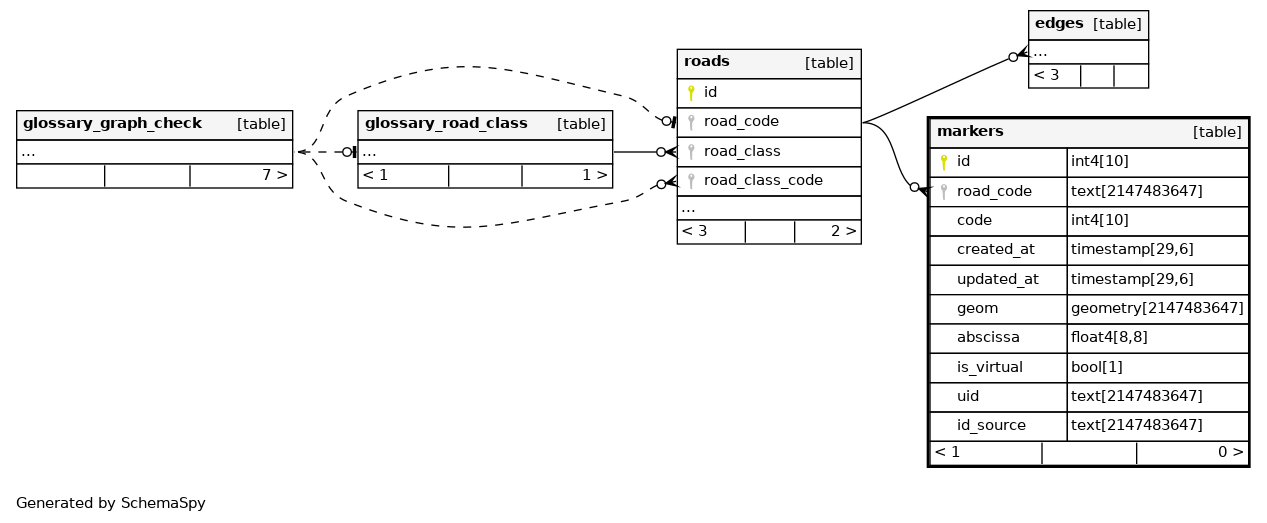 glossary_graph_check [table]
...
7 >
glossary_road_class [table]
...
< 1 1 >
roads [table]
id
road_code
road_class
road_class_code
...
< 3 2 >
edges [table]
...
< 3
markers [table]
id int4[10]
road_code text[2147483647]
code int4[10]
created_at timestamp[29,6]
updated_at timestamp[29,6]
geom geometry[2147483647]
abscissa float4[8,8]
is_virtual bool[1]
uid text[2147483647]
id_source text[2147483647]
< 1 0 >
Generated by SchemaSpy